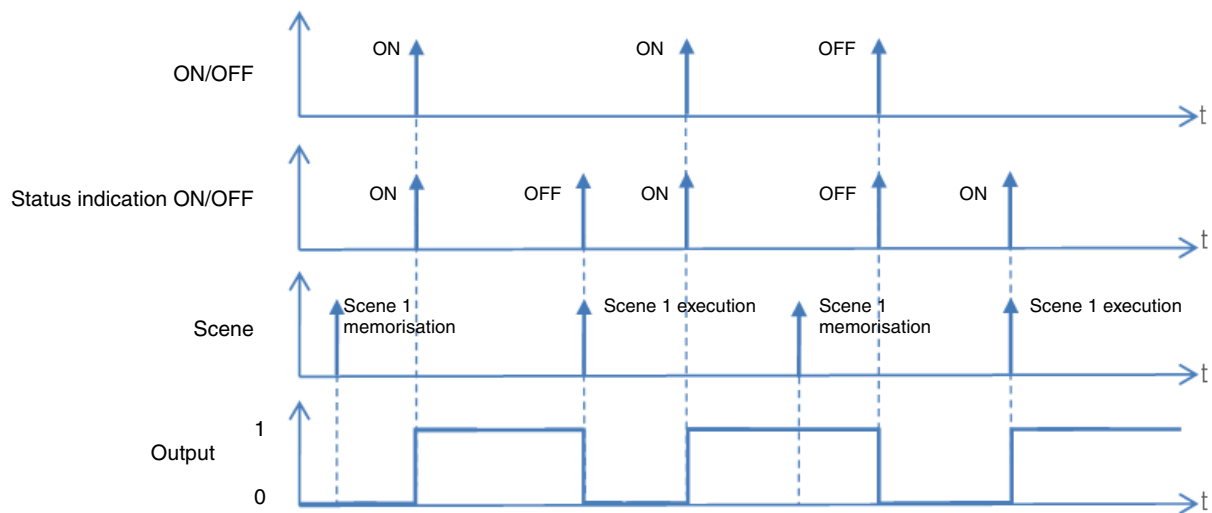 ON/OFF
ON
ON
OFF
t
Status indication ON/OFF
ON
OFF
ON
OFF
ON
t
Scene
Scene 1
memorisation
Scene 1 execution
Scene 1
memorisation
Scene 1 execution
t
Output
1
0
t